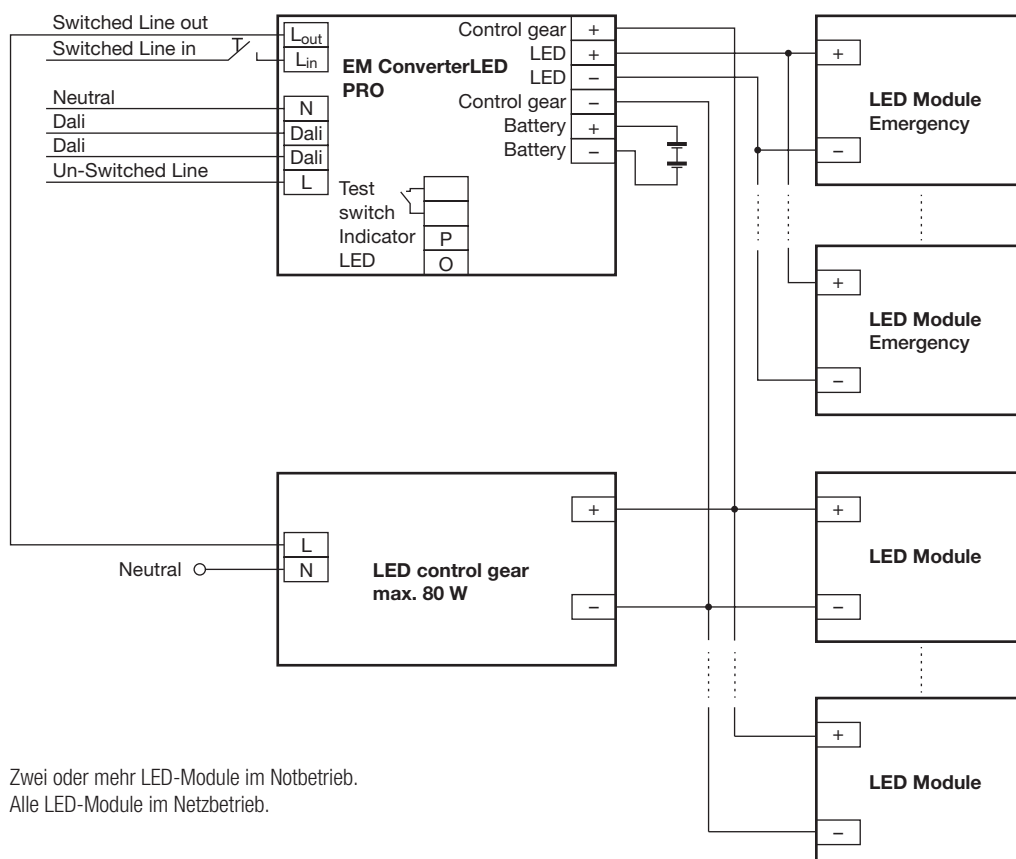 Switched Line out
Switched Line in
Neutral
Dali
Dali
Un-Switched Line
Lout
Lin
N
Dali
Dali
L
EM ConverterLED
PRO
Control gear +
LED +
LED –
Control gear –
Battery +
Battery –
Test
switch
Indicator P
LED O
+
–
LED Module
Emergency
+
–
LED Module
Emergency
Neutral
L
N
LED control gear
max. 80 W
+
–
+
–
LED Module
+
–
LED Module
Zwei oder mehr LED-Module im Notbetrieb.
Alle LED-Module im Netzbetrieb.